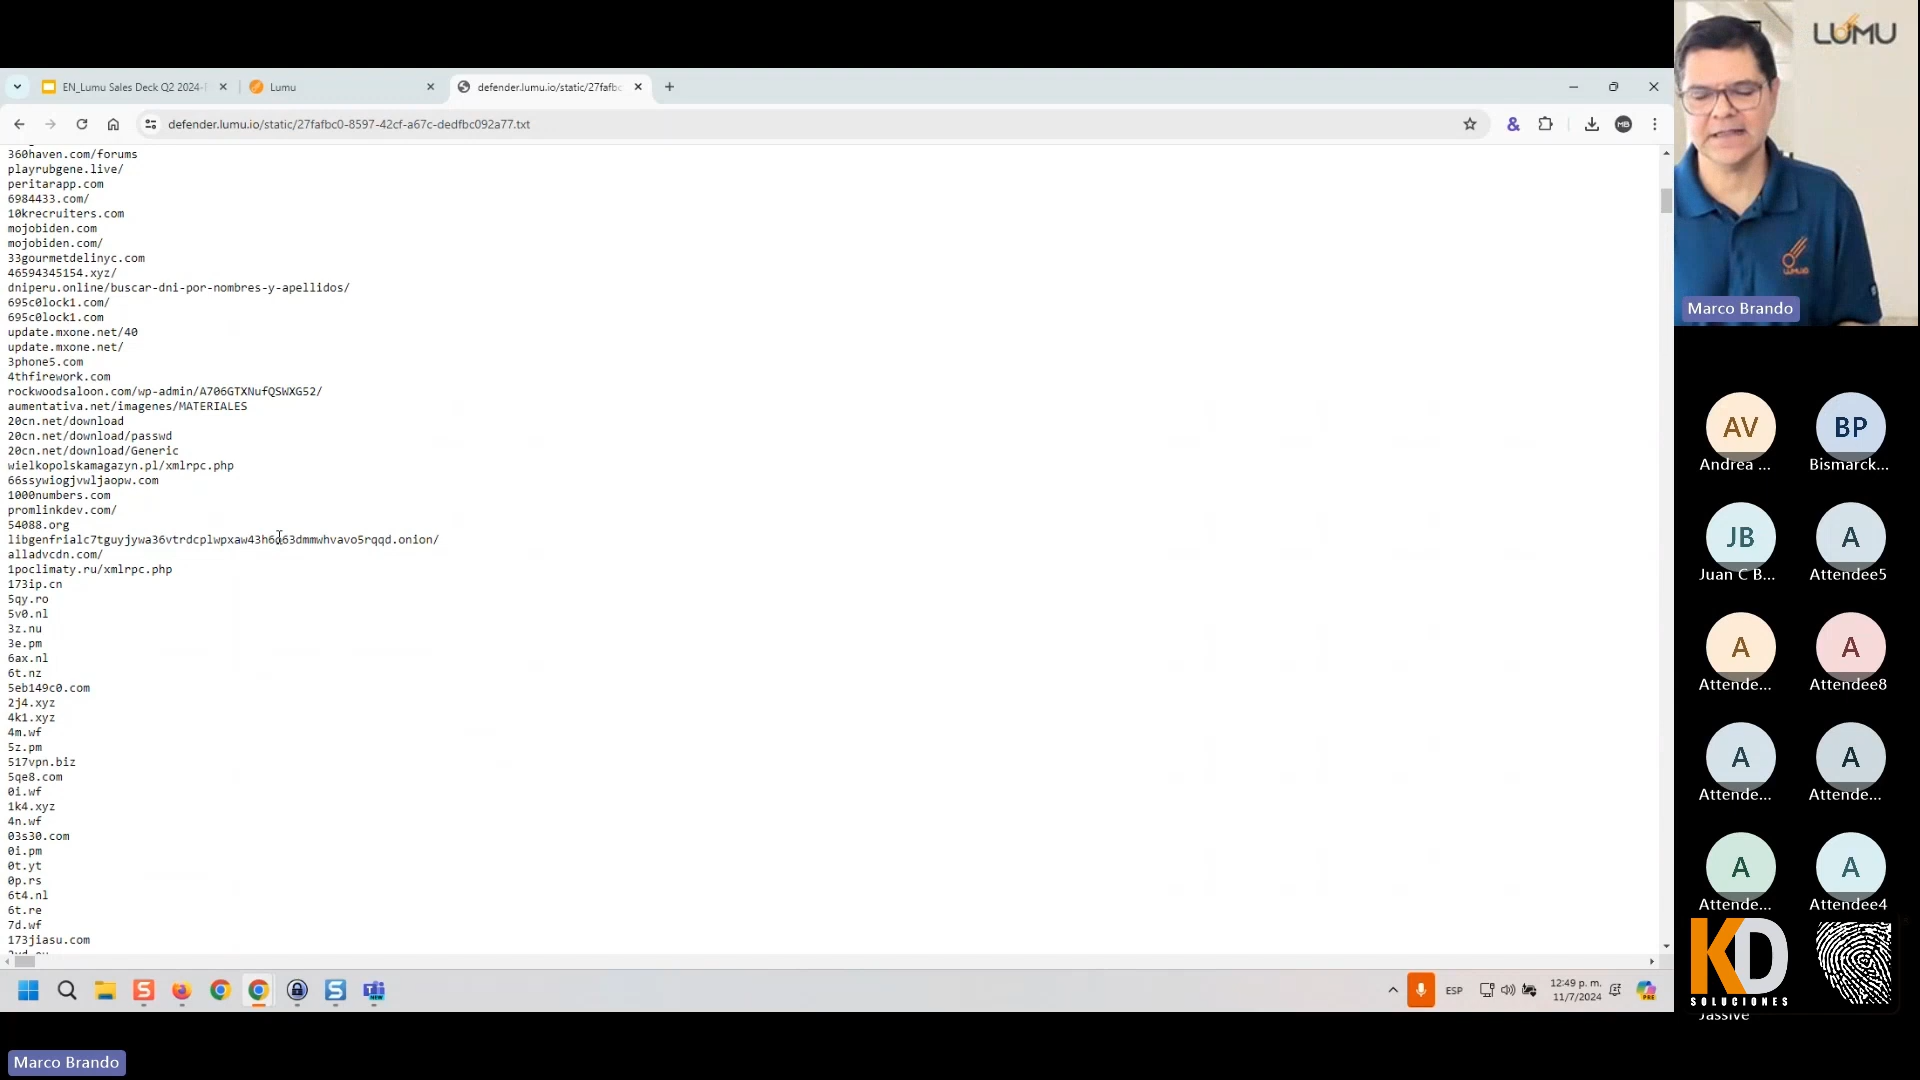 EN_Lumu Sales Deck Q2 2024-
Lumu
defender.lumu.io/static/27fafbc
defender.lumu.io/static/27fafbc0-8597-42cf-a67c-dedfbc092a77.txt
MB
360haven.com/forums
playrubgene.live/
peritarapp.com
6984433.com/
10krecruiters.com
mojobiden.com
mojobiden.com/
33gourmetdelinyc.com
46594345154.xyz/
dniperu.online/buscar-dni-por-nombres-y-apellidos/
695c0lock1.com/
695c0lock1.com
update.mxone.net/40
update.mxone.net/
3phone5.com
4thfirework.com
rockwoodsaloon.com/wp-admin/A706GTXNufQSWXG52/
aumentativa.net/imagenes/MATERIALES
20cn.net/download
20cn.net/download/passwd
20cn.net/download/Generic
wielkopolskamagazyn.pl/xmlrpc.php
66ssywiogjvwljaopw.com
1000numbers.com
promlinkdev.com/
54088.org
alladvcdn.com/
1poclimaty.ru/xmlrpc.php
173ip.cn
5qy.ro
5v0.nl
3z.nu
3e.pm
6ax.nl
6t.nz
5eb149c0.com
2j4.xyz
4k1.xyz
4m.wf
5z.pm
517vpn.biz
5qe8.com
0i.wf
1k4.xyz
4n.wf
03s30.com
0i.pm
0t.yt
0p.rs
6t4.nl
6t.re
7d.wf
173jiasu.com
LUMU
LUMU
Marco Brando
AV
Andrea ...
BP
Bismarck...
JB
Juan C B...
A
Attendee5
A
Attende...
A
Attendee8
A
Attende...
A
Attende...
A
Attende...
A
Attendee4
KD
SOLUCIONES
Jassive
ESP
12:49 p. m.
11/7/2024
PRE
NEW
Marco Brando